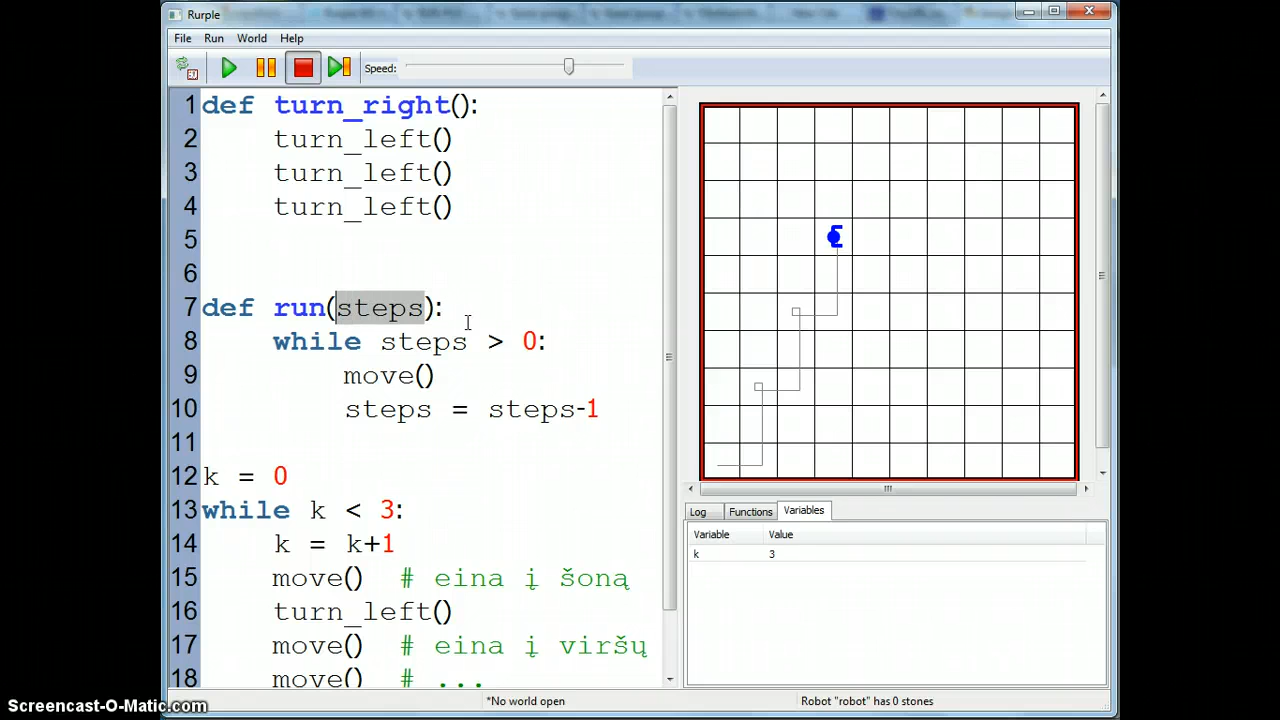 Rurple
File Run World Help
Speed:
1 def turn_right():
2 turn_left()
3 turn_left()
4 turn_left()
5
6
7 def run(steps):
8 while steps > 0:
9 move()
10 steps = steps-1
11
12 k = 0
13 while k < 3:
14 k = k+1
15 move() # eina į šoną
16 turn_left()
17 move() # eina į viršų
18 move() # ...
Log Functions Variables
Variable Value
k 3
*No world open
Robot "robot" has 0 stones
Screencast-O-Matic.com